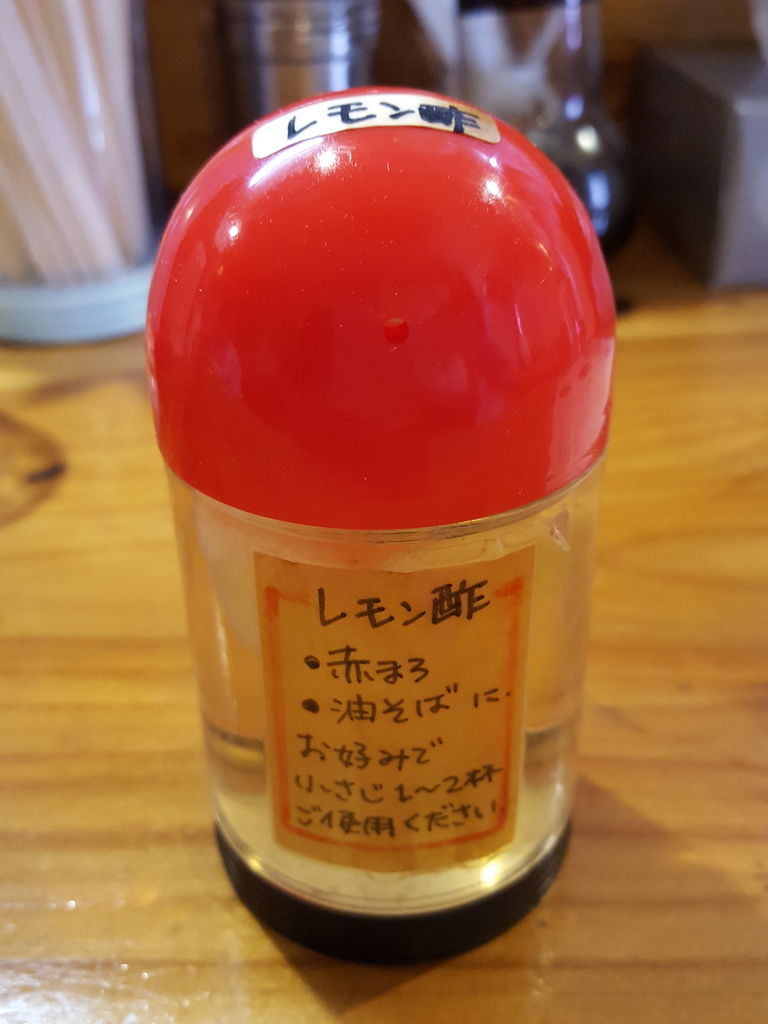 レモン酢
レモン酢
•赤まろ
•油そばに.
お好みで
小さじ1〜2杯
ご使用ください.